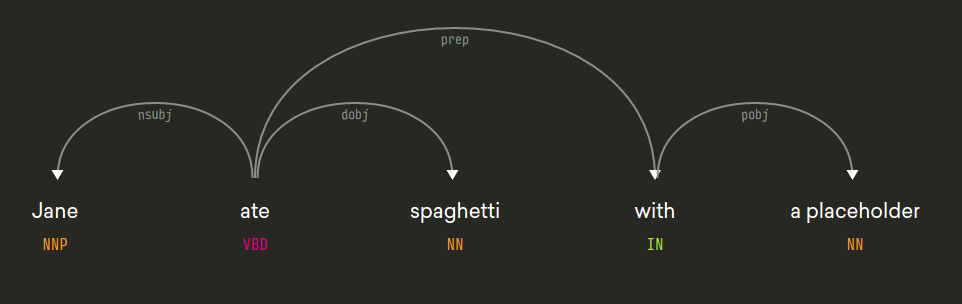 prep
nsubj dobj pobj
Jane ate spaghetti with a placeholder
NNP VBD NN IN NN